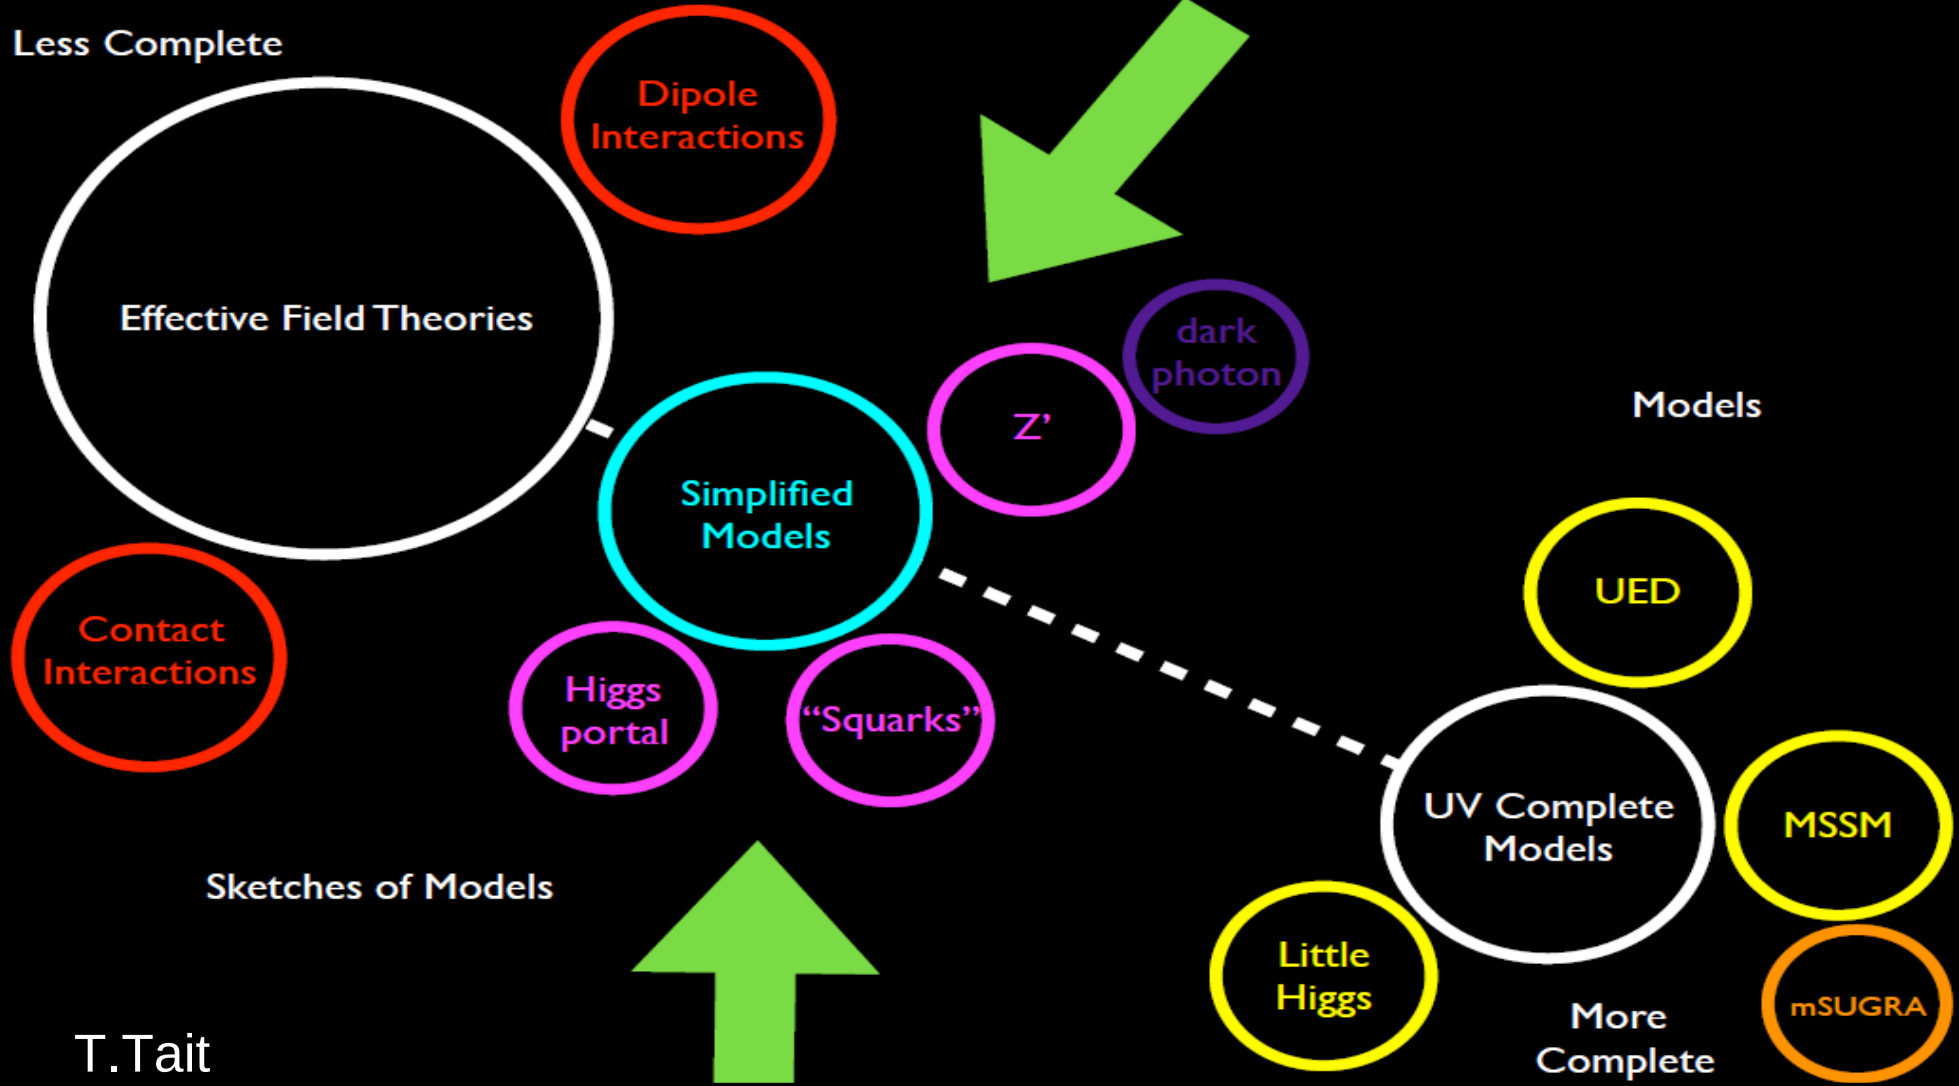 Less Complete
Dipole
Interactions
Effective Field Theories
dark
photon
Z’
Models
Simplified
Models
UED
Contact
Interactions
Higgs
portal
“Squarks”
UV Complete
Models
MSSM
Sketches of Models
Little
Higgs
mSUGRA
More
Complete
T.Tait